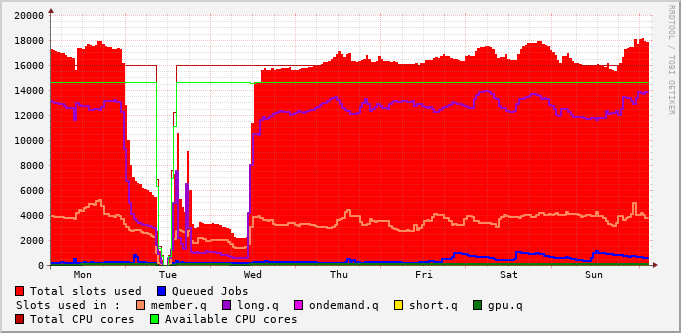 20000
18000
16000
14000
12000
10000
8000
6000
4000
2000
0
Mon Tue Wed Thu Fri Sat Sun
RRDTOOL / TOBI OETIKER
Total slots used Queued Jobs
Slots used in : member.q long.q ondemand.q short.q gpu.q
Total CPU cores Available CPU cores